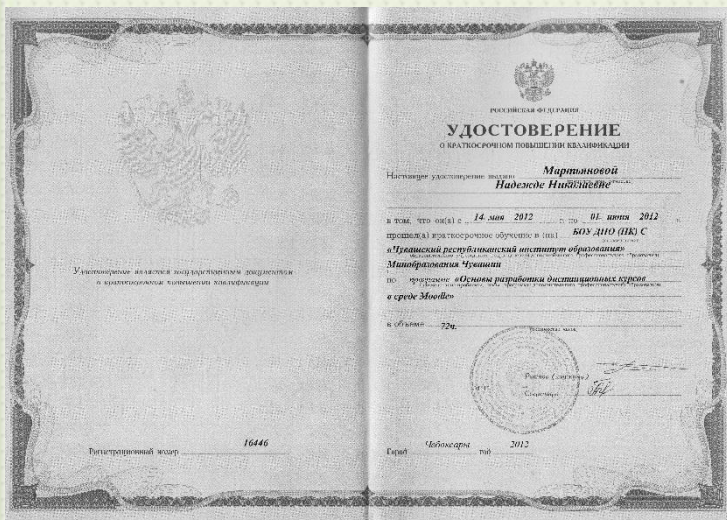 Удостоверение является государственным документом
о краткосрочном повышении квалификации
Регистрационный номер 16446
РОССИЙСКАЯ ФЕДЕРАЦИЯ
УДОСТОВЕРЕНИЕ
О КРАТКОСРОЧНОМ ПОВЫШЕНИИ КВАЛИФИКАЦИИ
Настоящее удостоверение выдано Мартьяновой
Надежде Николаевне
в том, что он(а) с 14 мая 2012 г. по 01 июня 2012 г.
прошел(а) краткосрочное обучение в (на) БОУ ДПО (ПК) С
«Чувашский республиканский институт образования»
Минобразования Чувашии
по программе «Основы разработки дистанционных курсов
в среде Moodle»
в объеме 72ч.
Ректор (директор)
Секретарь
Город Чебоксары год 2012